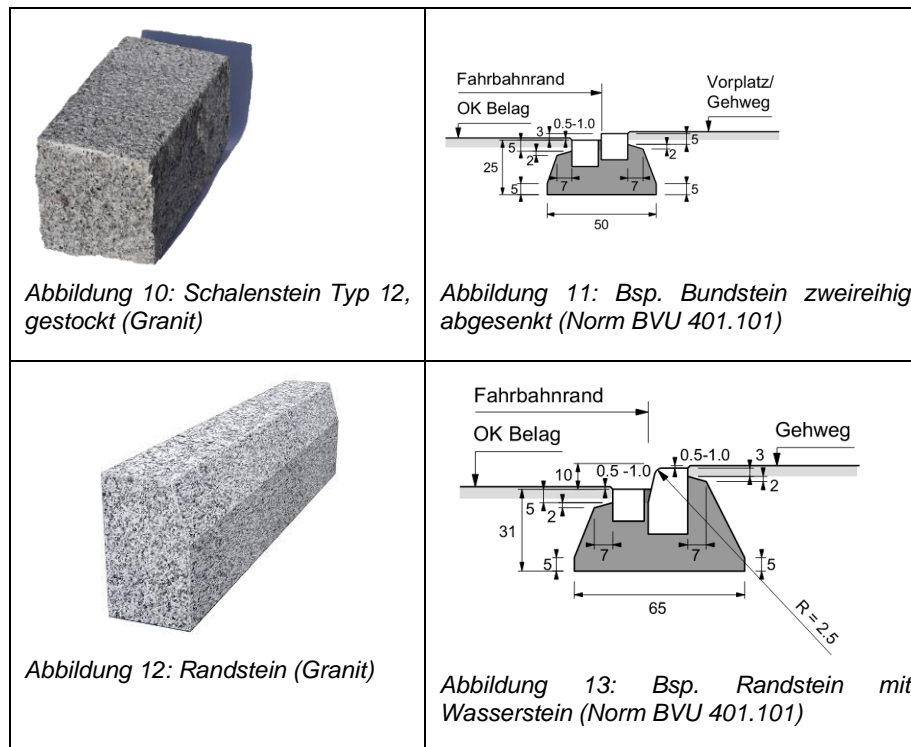 Abbildung 10: Schalenstein Typ 12,
gestockt (Granit)
Fahrbahnrand
OK Belag
Vorplatz/
Gehweg
0.5-1.0
3
5
2
25
5
7
7
5
2
5
50
Abbildung 11: Bsp. Bundstein zweireihig
abgesenkt (Norm BVU 401.101)
Abbildung 12: Randstein (Granit)
Fahrbahnrand
OK Belag
Gehweg
10
0.5 -1.0
0.5-1.0
3
2
5
2
31
5
7
7
5
65
R = 2.5
Abbildung 13: Bsp. Randstein mit
Wasserstein (Norm BVU 401.101)